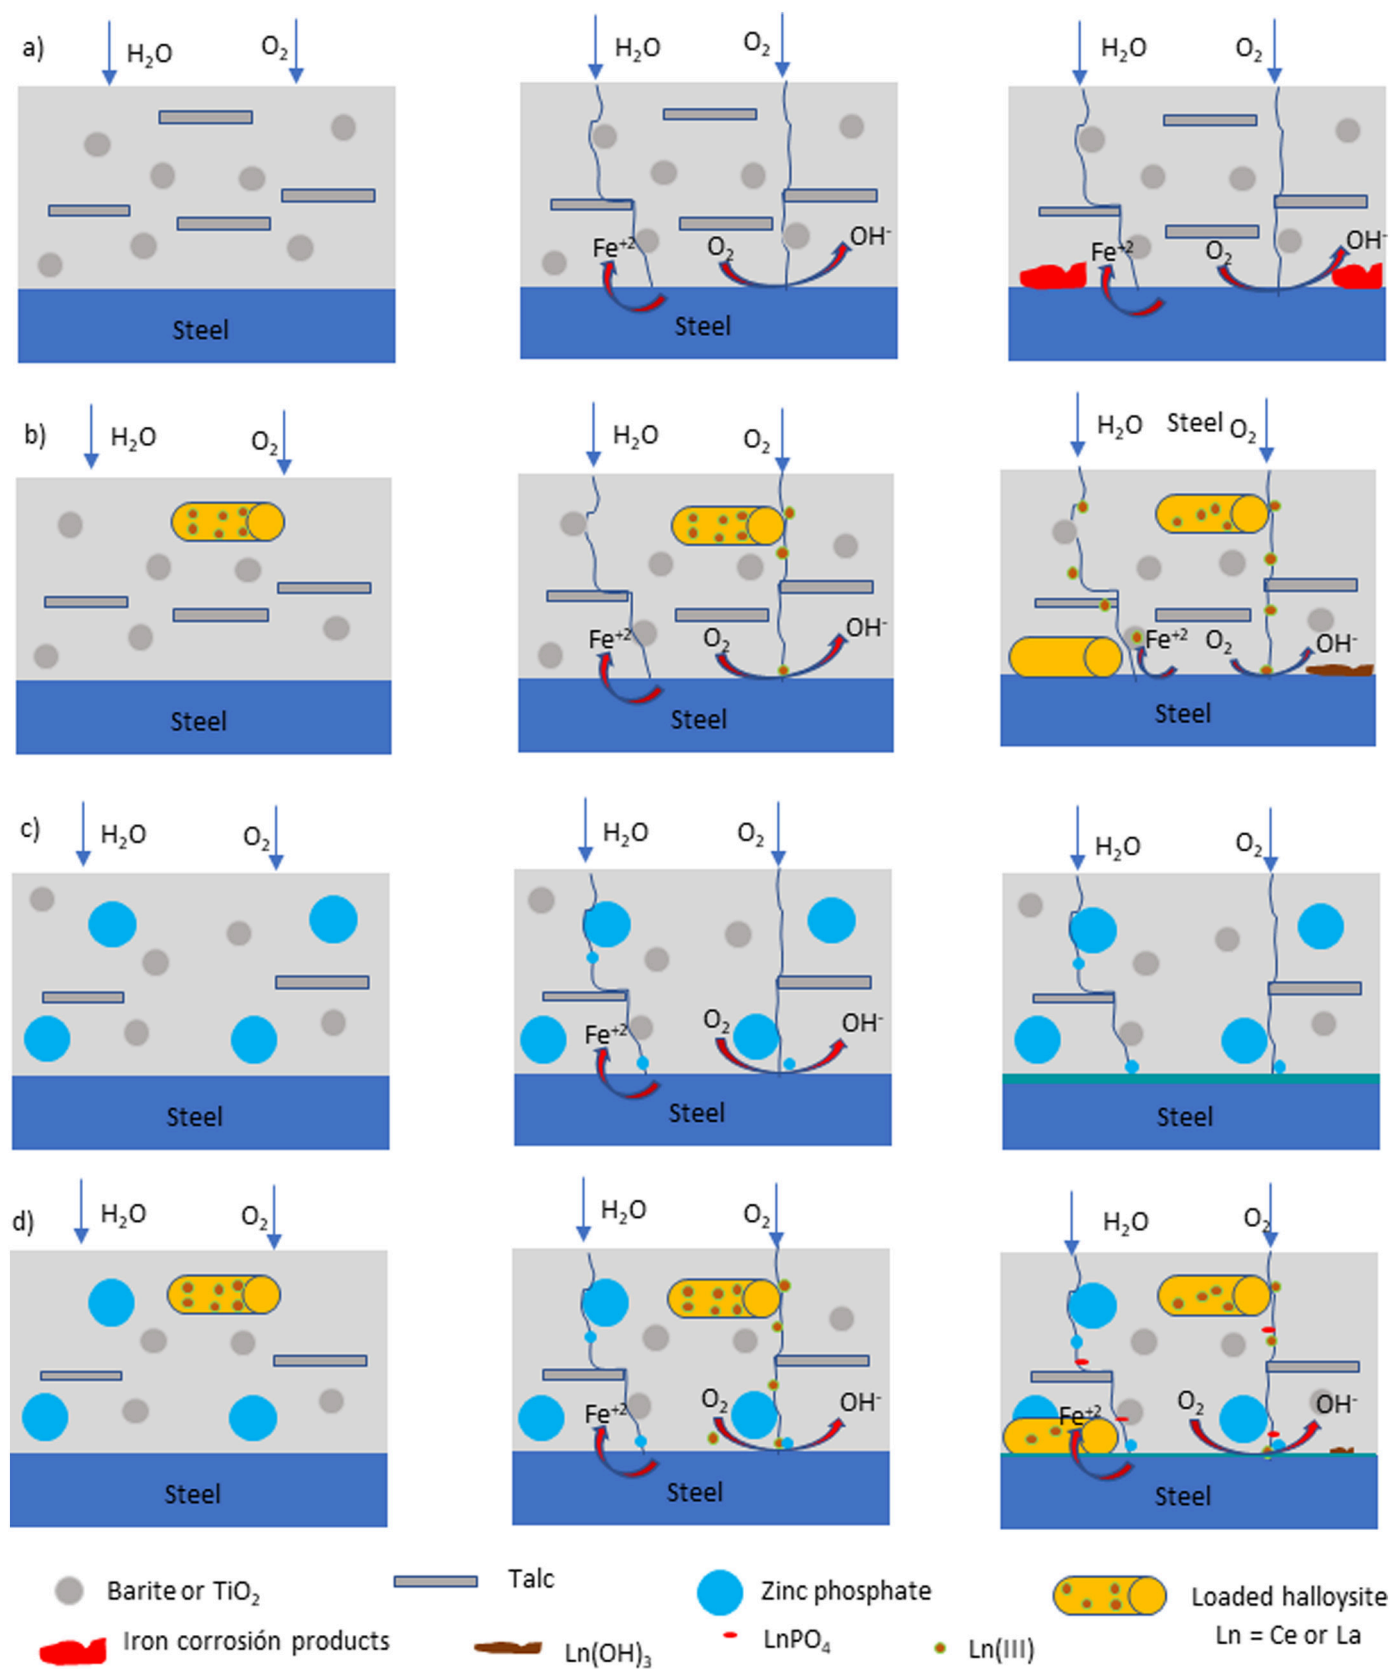 a)
H₂O
O₂
H₂O
O₂
H₂O
O₂
Fe⁺²
O₂
OH⁻
Fe⁺²
O₂
OH⁻
Steel
Steel
b)
H₂O
O₂
H₂O
O₂
H₂O
Steel
O₂
Fe⁺²
O₂
OH⁻
Fe⁺²
O₂
OH⁻
Steel
Steel
Steel
c)
H₂O
O₂
H₂O
O₂
H₂O
O₂
Fe⁺²
O₂
OH⁻
Steel
Steel
Steel
d)
H₂O
O₂
H₂O
O₂
H₂O
O₂
Fe⁺²
O₂
OH⁻
Fe⁺²
O₂
OH⁻
Steel
Steel
Steel
Barite or TiO₂
Talc
Zinc phosphate
Loaded halloysite
Ln = Ce or La
Iron corrosión products
Ln(OH)₃
LnPO₄
Ln(III)